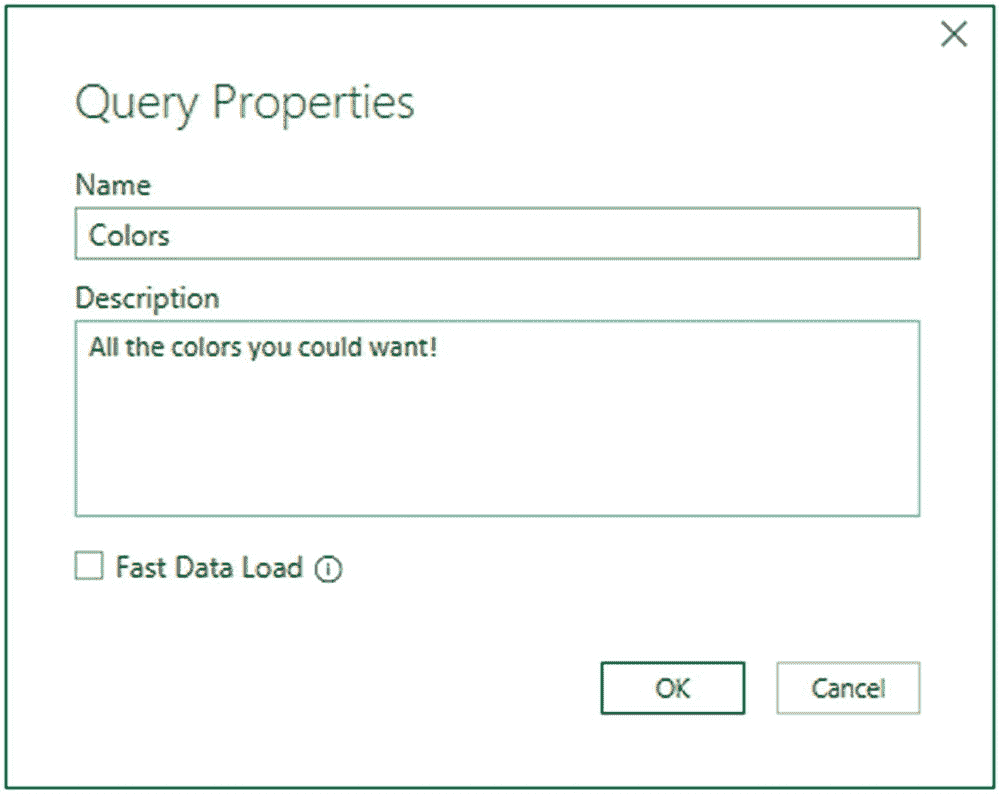 Query Properties
Name
Colors
Description
All the colors you could want!
Fast Data Load
OK
Cancel